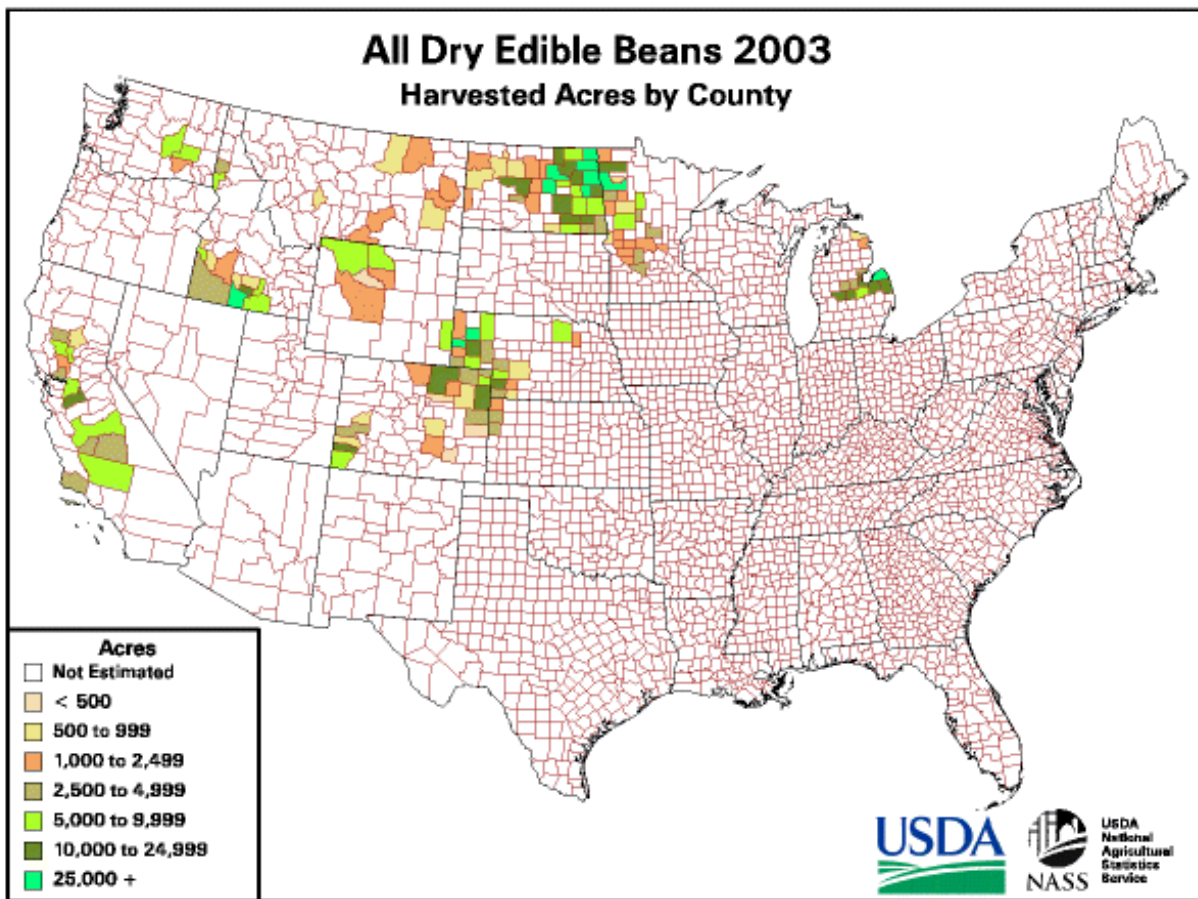 All Dry Edible Beans 2003
Harvested Acres by County
Acres
Not Estimated
< 500
500 to 999
1,000 to 2,499
2,500 to 4,999
5,000 to 9,999
10,000 to 24,999
25,000 +
USDA
NASS
USDA
National
Agricultural
Statistics
Service